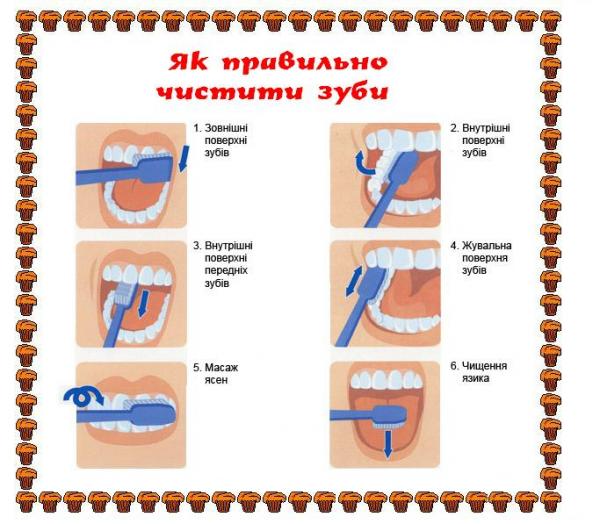 Як правильно
чистити зуби
1. Зовнішні
поверхні
зубів
2. Внутрішні
поверхні
зубів
3. Внутрішні
поверхні
передніх
зубів
4. Жувальна
поверхня
зубів
5. Масаж
ясен
6. Чищення
язика